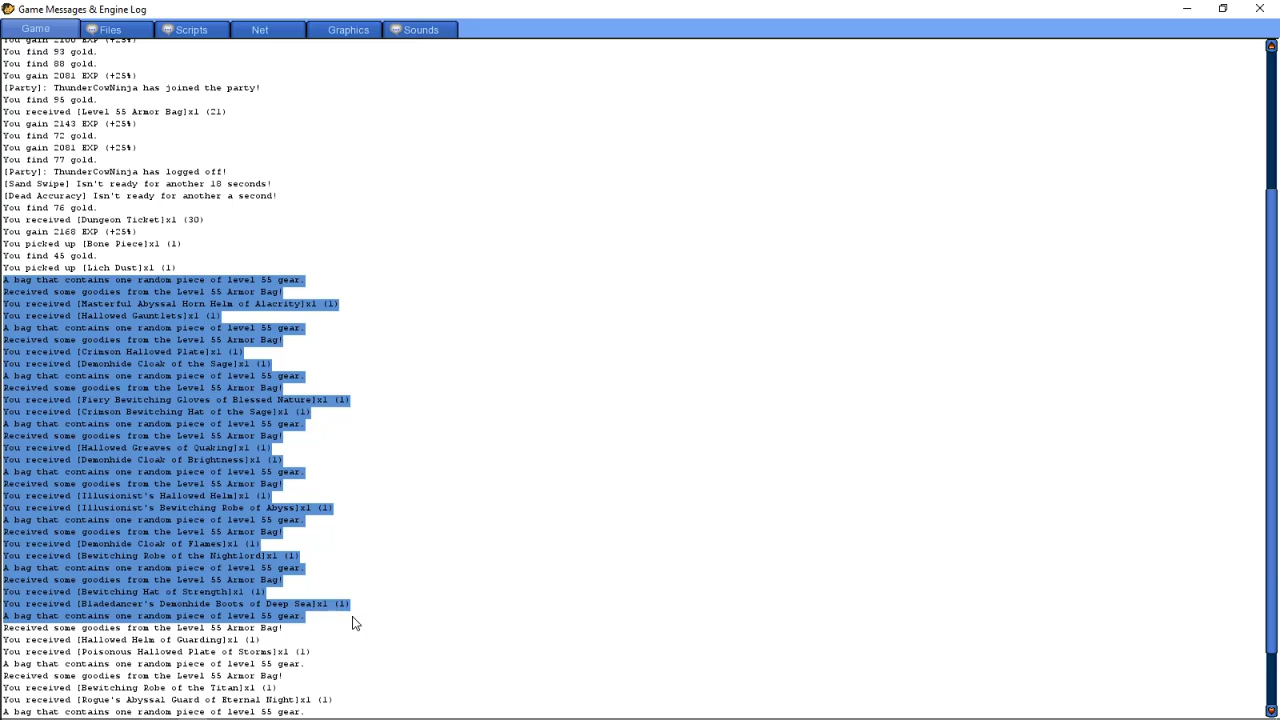 Game Messages & Engine Log
Game
Files
Scripts
Net
Graphics
Sounds
You gain 2100 EXP (+25%)
You find 93 gold.
You find 88 gold.
You gain 2081 EXP (+25%)
[Party]: ThunderCowNinja has joined the party!
You find 95 gold.
You received [Level 55 Armor Bag]x1 (21)
You gain 2143 EXP (+25%)
You find 72 gold.
You gain 2081 EXP (+25%)
You find 77 gold.
[Party]: ThunderCowNinja has logged off!
[Sand Swipe] Isn't ready for another 18 seconds!
[Dead Accuracy] Isn't ready for another a second!
You find 76 gold.
You received [Dungeon Ticket]x1 (30)
You gain 2168 EXP (+25%)
You picked up [Bone Piece]x1 (1)
You find 45 gold.
You picked up [Lich Dust]x1 (1)
A bag that contains one random piece of level 55 gear.
Received some goodies from the Level 55 Armor Bag!
You received [Masterful Abyssal Horn Helm of Alacrity]x1 (1)
You received [Hallowed Gauntlets]x1 (1)
A bag that contains one random piece of level 55 gear.
Received some goodies from the Level 55 Armor Bag!
You received [Crimson Hallowed Plate]x1 (1)
You received [Demonhide Cloak of the Sage]x1 (1)
A bag that contains one random piece of level 55 gear.
Received some goodies from the Level 55 Armor Bag!
You received [Fiery Bewitching Gloves of Blessed Nature]x1 (1)
You received [Crimson Bewitching Hat of the Sage]x1 (1)
A bag that contains one random piece of level 55 gear.
Received some goodies from the Level 55 Armor Bag!
You received [Hallowed Greaves of Quaking]x1 (1)
You received [Demonhide Cloak of Brightness]x1 (1)
A bag that contains one random piece of level 55 gear.
Received some goodies from the Level 55 Armor Bag!
You received [Illusionist's Hallowed Helm]x1 (1)
You received [Illusionist's Bewitching Robe of Abyss]x1 (1)
A bag that contains one random piece of level 55 gear.
Received some goodies from the Level 55 Armor Bag!
You received [Demonhide Cloak of Flames]x1 (1)
You received [Bewitching Robe of the Nightlord]x1 (1)
A bag that contains one random piece of level 55 gear.
Received some goodies from the Level 55 Armor Bag!
You received [Bewitching Hat of Strength]x1 (1)
You received [Bladedancer's Demonhide Boots of Deep Sea]x1 (1)
A bag that contains one random piece of level 55 gear.
Received some goodies from the Level 55 Armor Bag!
You received [Hallowed Helm of Guarding]x1 (1)
You received [Poisonous Hallowed Plate of Storms]x1 (1)
A bag that contains one random piece of level 55 gear.
Received some goodies from the Level 55 Armor Bag!
You received [Bewitching Robe of the Titan]x1 (1)
You received [Rogue's Abyssal Guard of Eternal Night]x1 (1)
A bag that contains one random piece of level 55 gear.